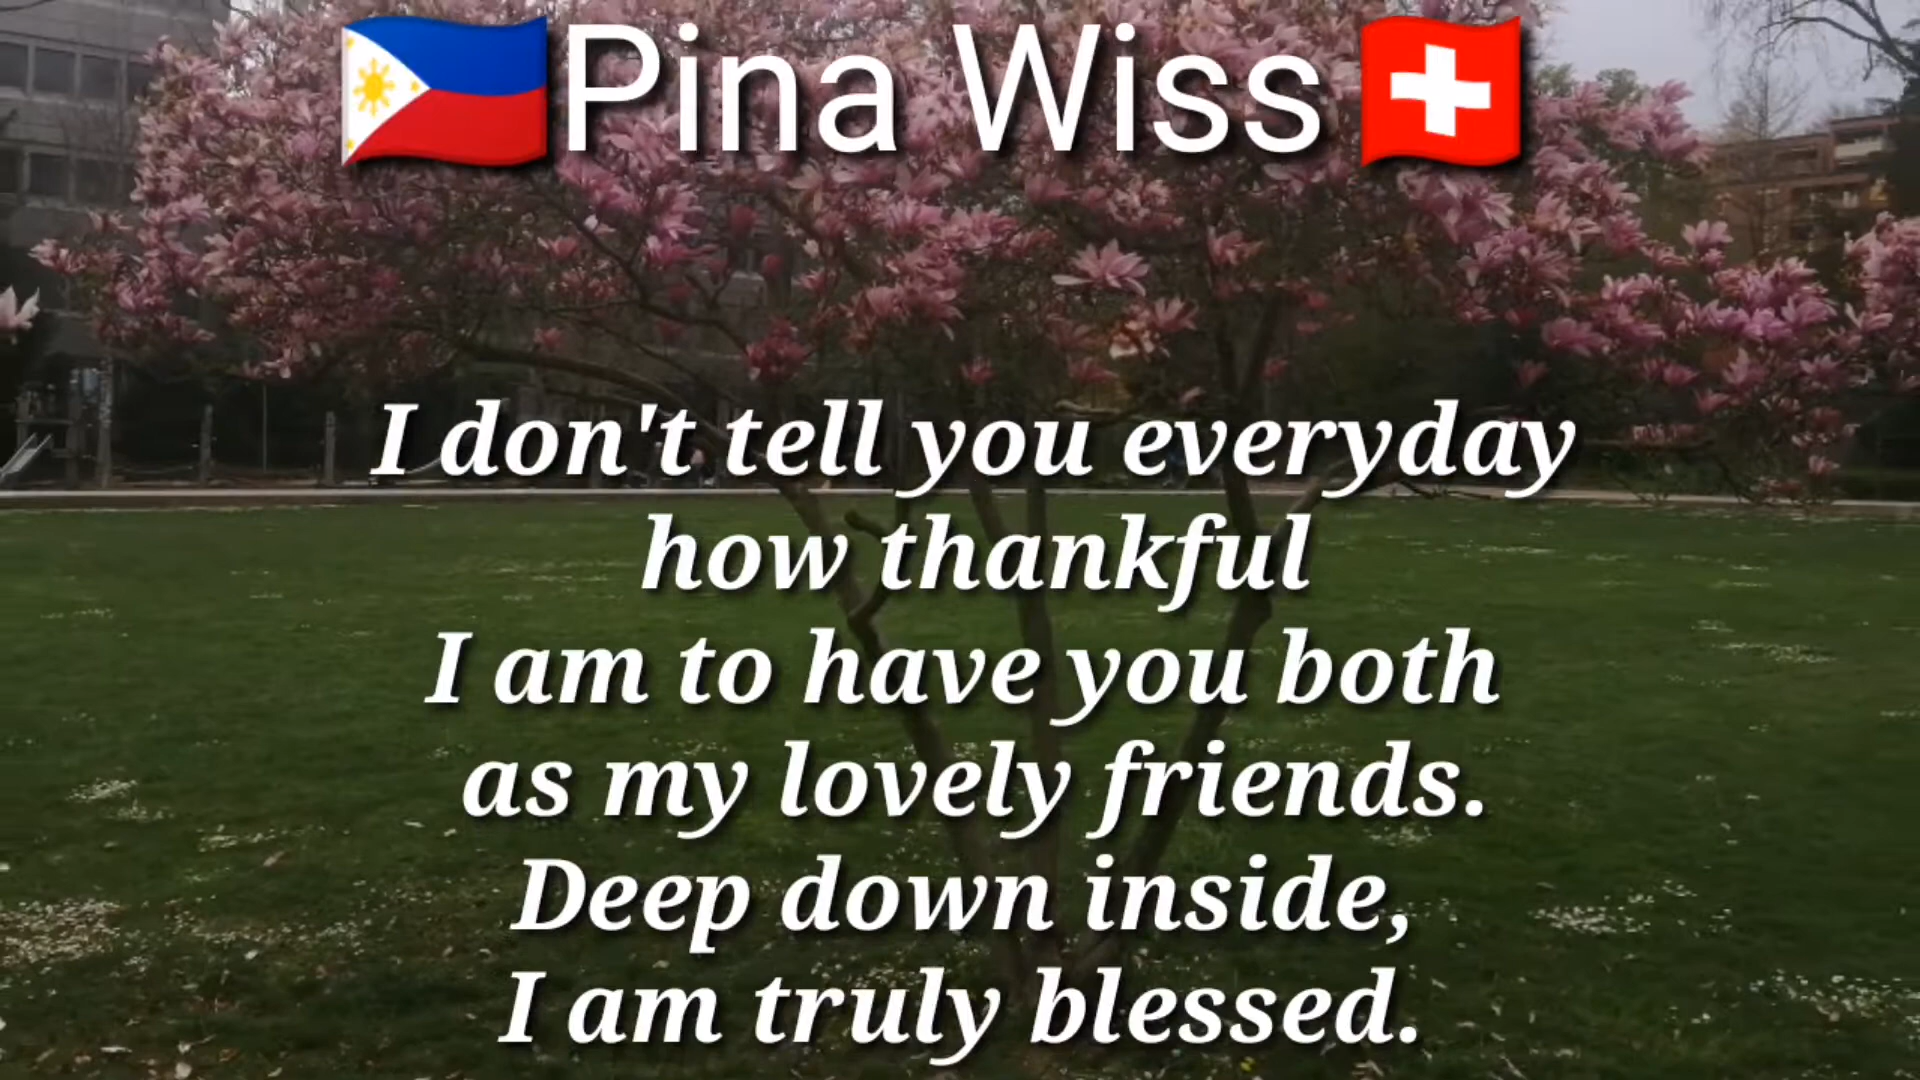 🇵🇭Pina Wiss🇨🇭
I don't tell you everyday
how thankful
I am to have you both
as my lovely friends.
Deep down inside,
I am truly blessed.